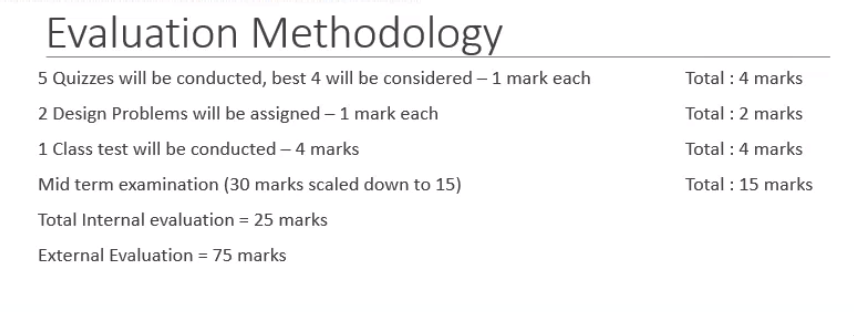 Evaluation Methodology
5 Quizzes will be conducted, best 4 will be considered – 1 mark each Total : 4 marks
2 Design Problems will be assigned – 1 mark each Total : 2 marks
1 Class test will be conducted – 4 marks Total : 4 marks
Mid term examination (30 marks scaled down to 15) Total : 15 marks
Total Internal evaluation = 25 marks
External Evaluation = 75 marks